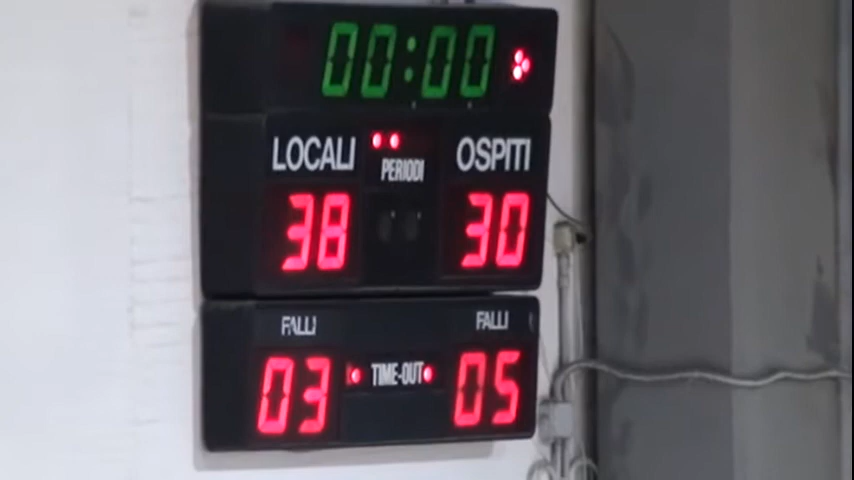 00:00
LOCALI OSPITI
PERIODI
38 30
FALLI FALLI
03 TIME-OUT 05